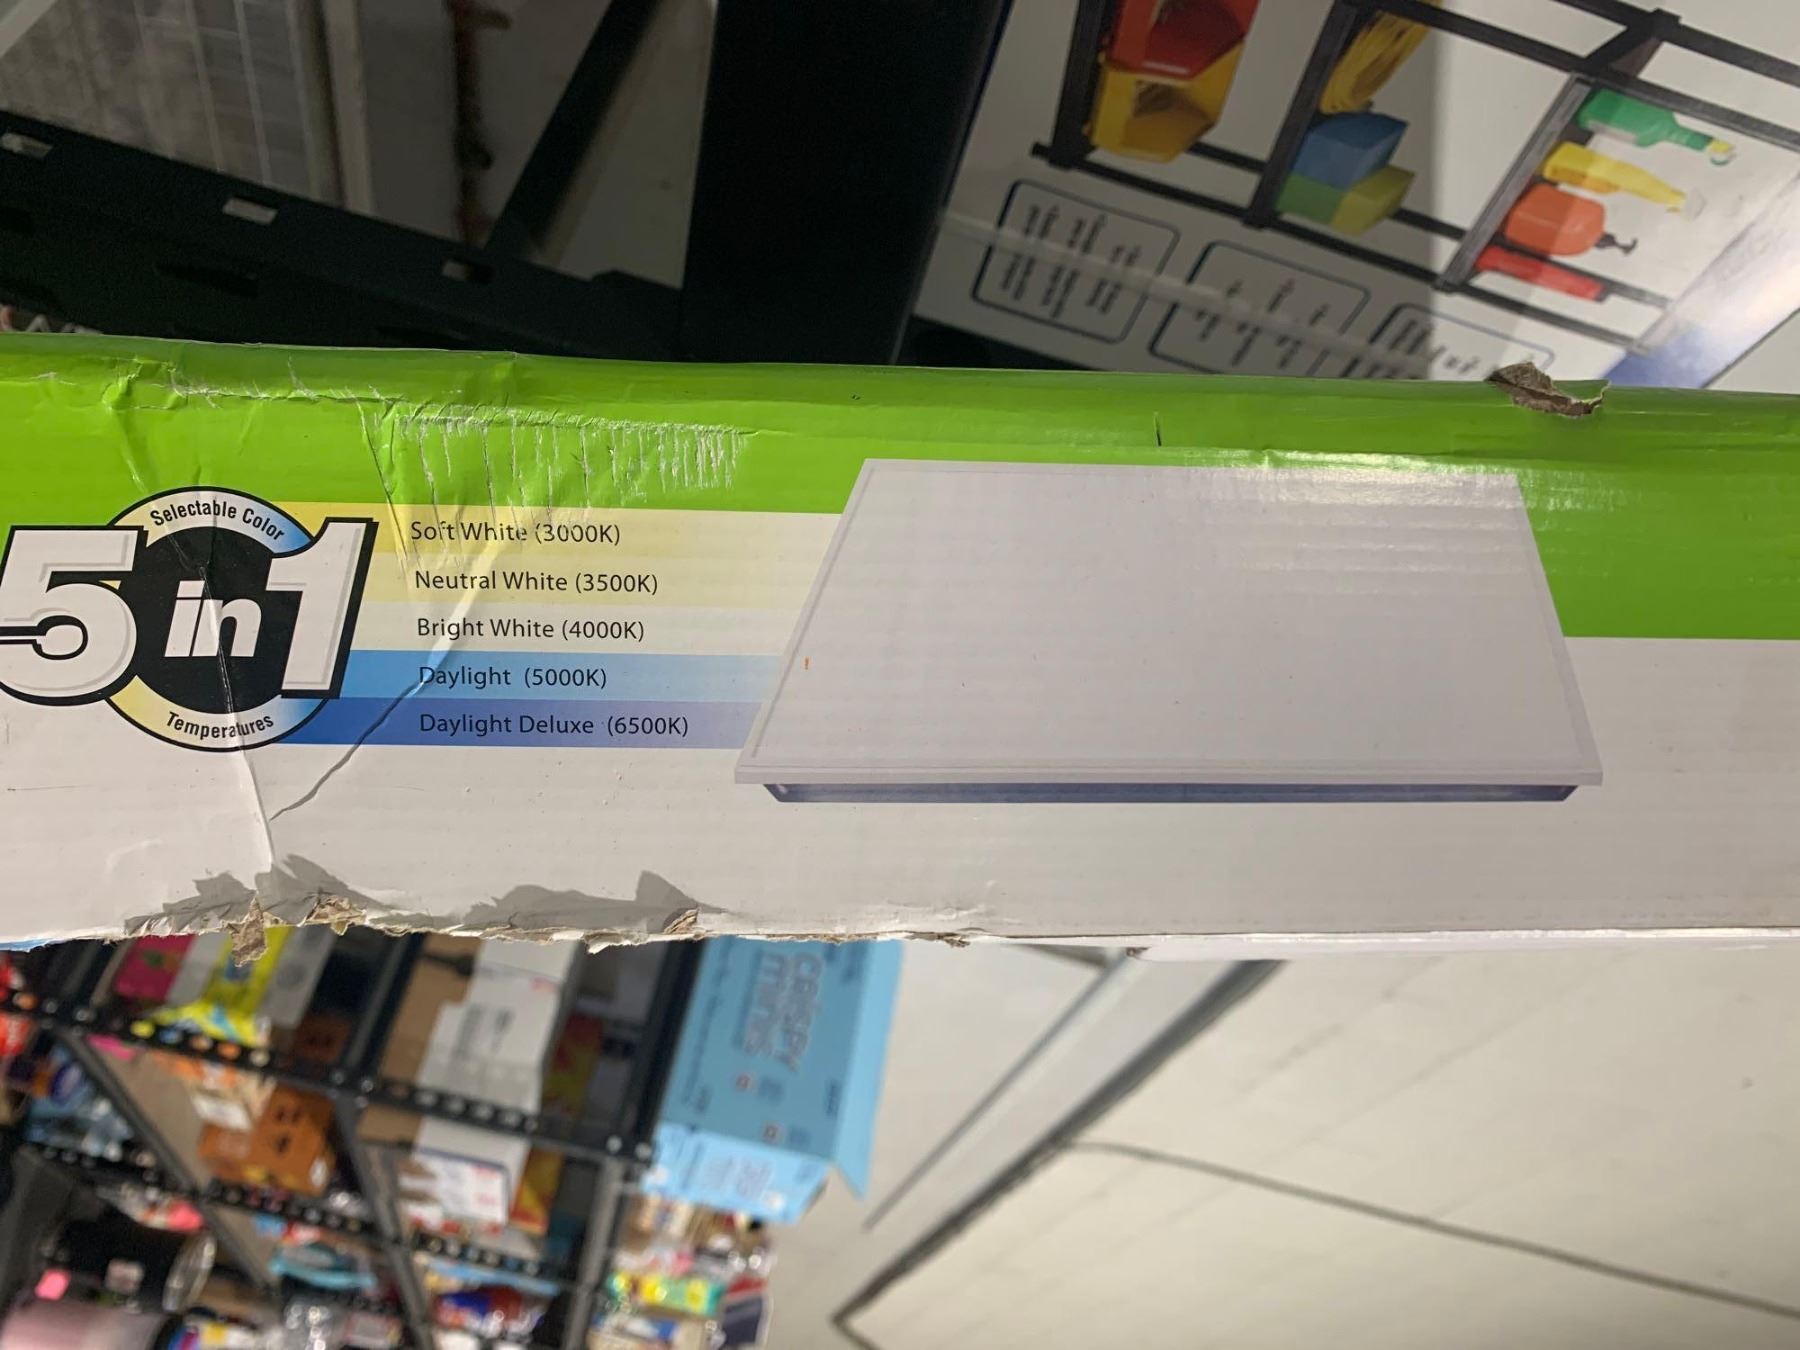 Selectable Color
5 in 1
Temperatures
Soft White (3000K)
Neutral White (3500K)
Bright White (4000K)
Daylight (5000K)
Daylight Deluxe (6500K)
CRISPY
MINIS